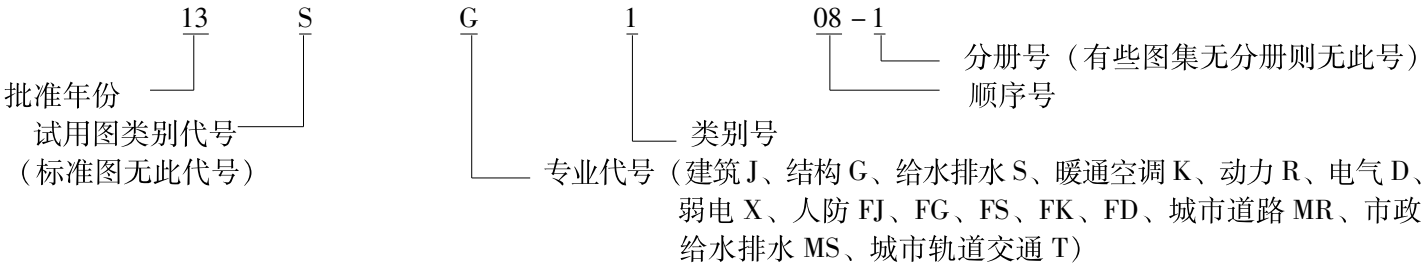 13 S G 1 08-1
分册号（有些图集无分册则无此号）
批准年份
顺序号
试用图类别代号
类别号
（标准图无此代号）
专业代号（建筑 J、结构 G、给水排水 S、暖通空调 K、动力 R、电气 D、
弱电 X、人防 FJ、FG、FS、FK、FD、城市道路 MR、市政
给水排水 MS、城市轨道交通 T）